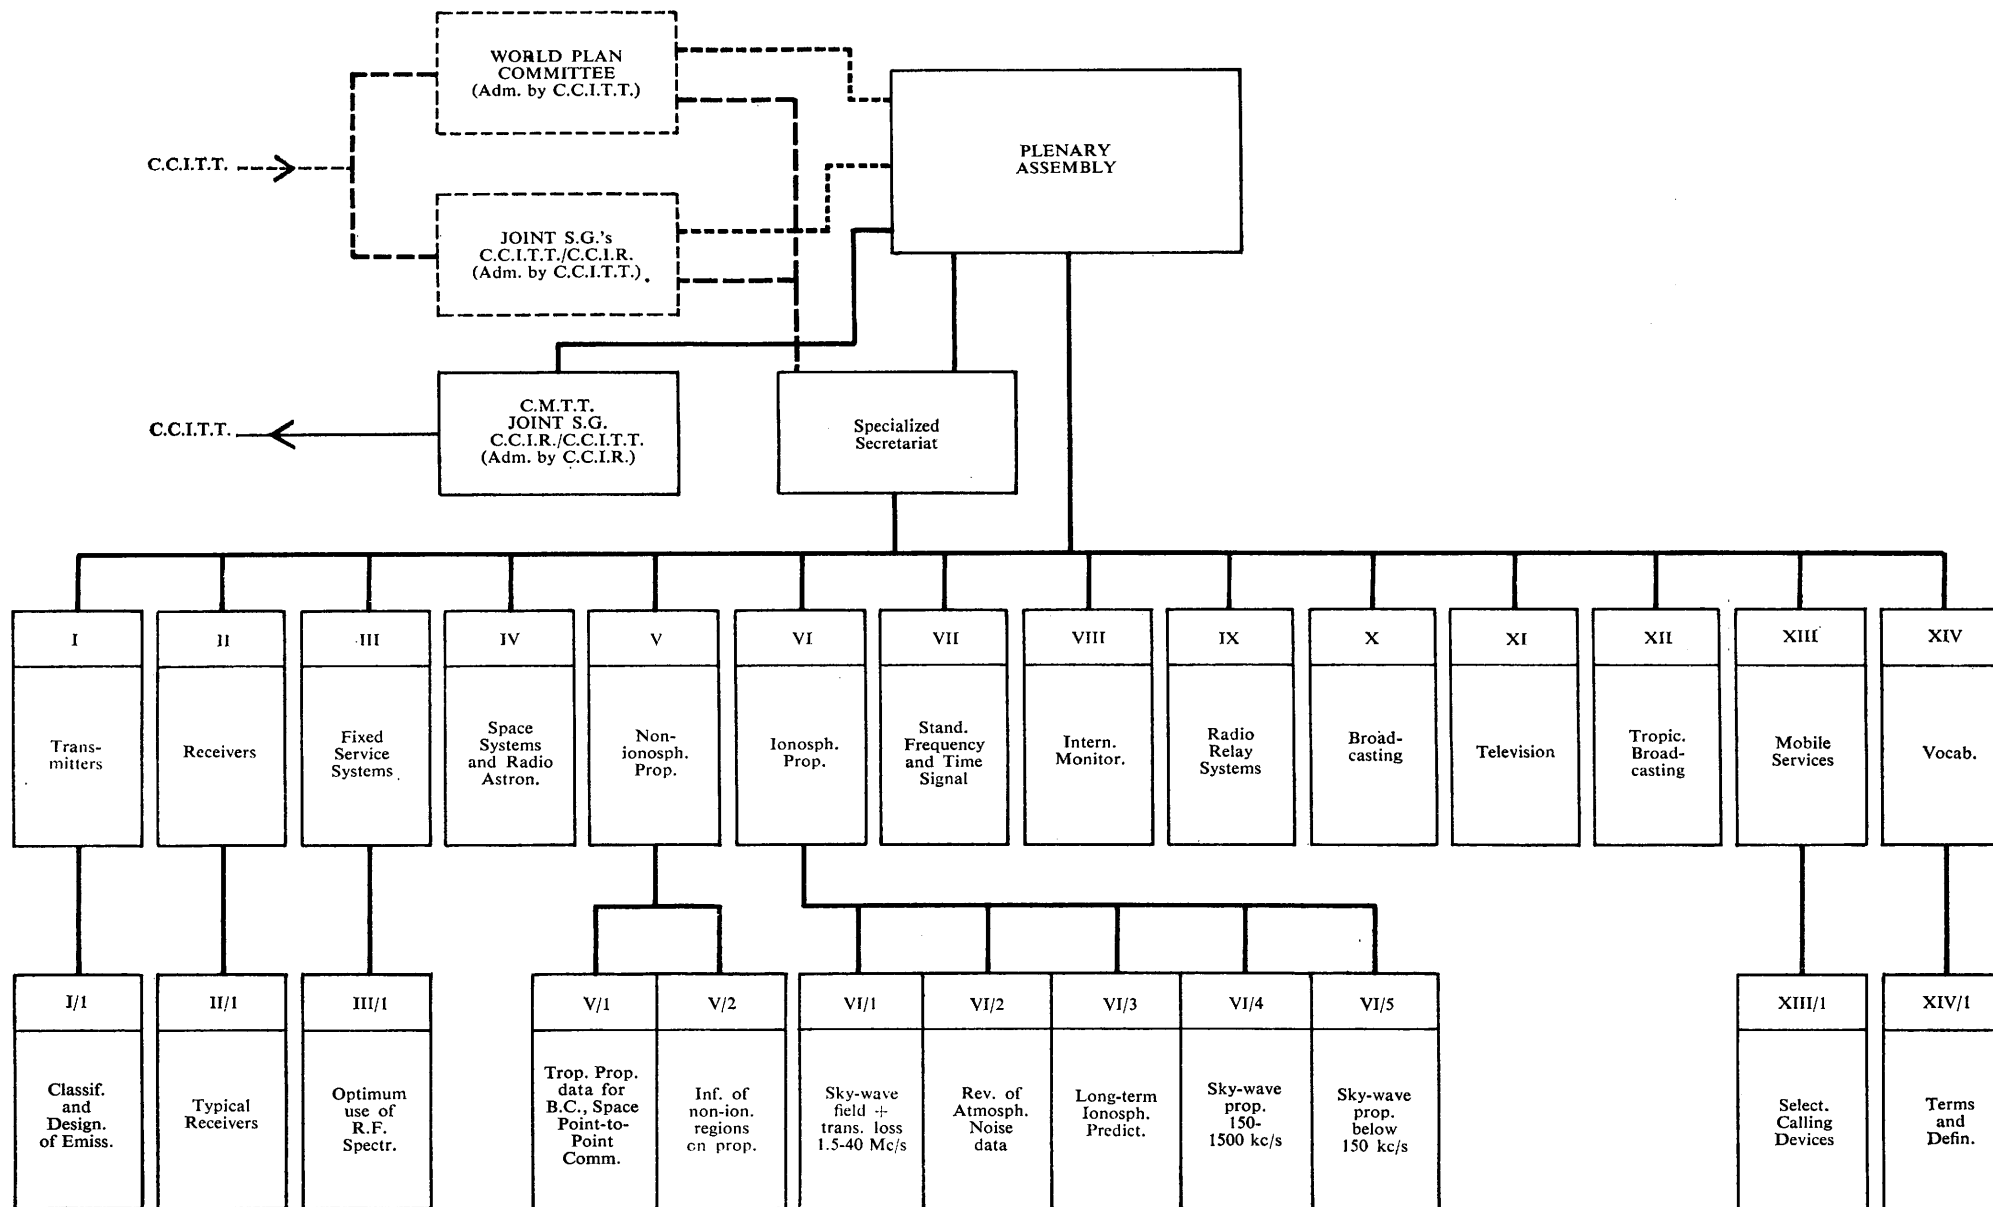 WORLD PLAN
COMMITTEE
(Adm. by C.C.I.T.T.)
PLENARY
ASSEMBLY
C.C.I.T.T.
JOINT S.G.'s
C.C.I.T.T./C.C.I.R.
(Adm. by C.C.I.T.T.)
C.M.T.T.
JOINT S.G.
C.C.I.R./C.C.I.T.T.
(Adm. by C.C.I.R.)
C.C.I.T.T.
Specialized
Secretariat
I
Trans-
mitters
II
Receivers
III
Fixed
Service
Systems
IV
Space
Systems
and Radio
Astron.
V
Non-
ionosph.
Prop.
VI
Ionosph.
Prop.
VII
Stand.
Frequency
and Time
Signal
VIII
Intern.
Monitor.
IX
Radio
Relay
Systems
X
Broad-
casting
XI
Television
XII
Tropic.
Broad-
casting
XIII
Mobile
Services
XIV
Vocab.
I/1
Classif.
and
Design.
of Emiss.
II/1
Typical
Receivers
III/1
Optimum
use of
R.F.
Spectr.
V/1
Trop. Prop.
data for
B.C., Space
Point-to-
Point
Comm.
V/2
Inf. of
non-ion.
regions
on prop.
VI/1
Sky-wave
field +
trans. loss
1.5-40 Mc/s
VI/2
Rev. of
Atmosph.
Noise
data
VI/3
Long-term
Ionosph.
Predict.
VI/4
Sky-wave
prop.
150-
1500 kc/s
VI/5
Sky-wave
prop.
below
150 kc/s
XIII/1
Select.
Calling
Devices
XIV/1
Terms
and
Defin.